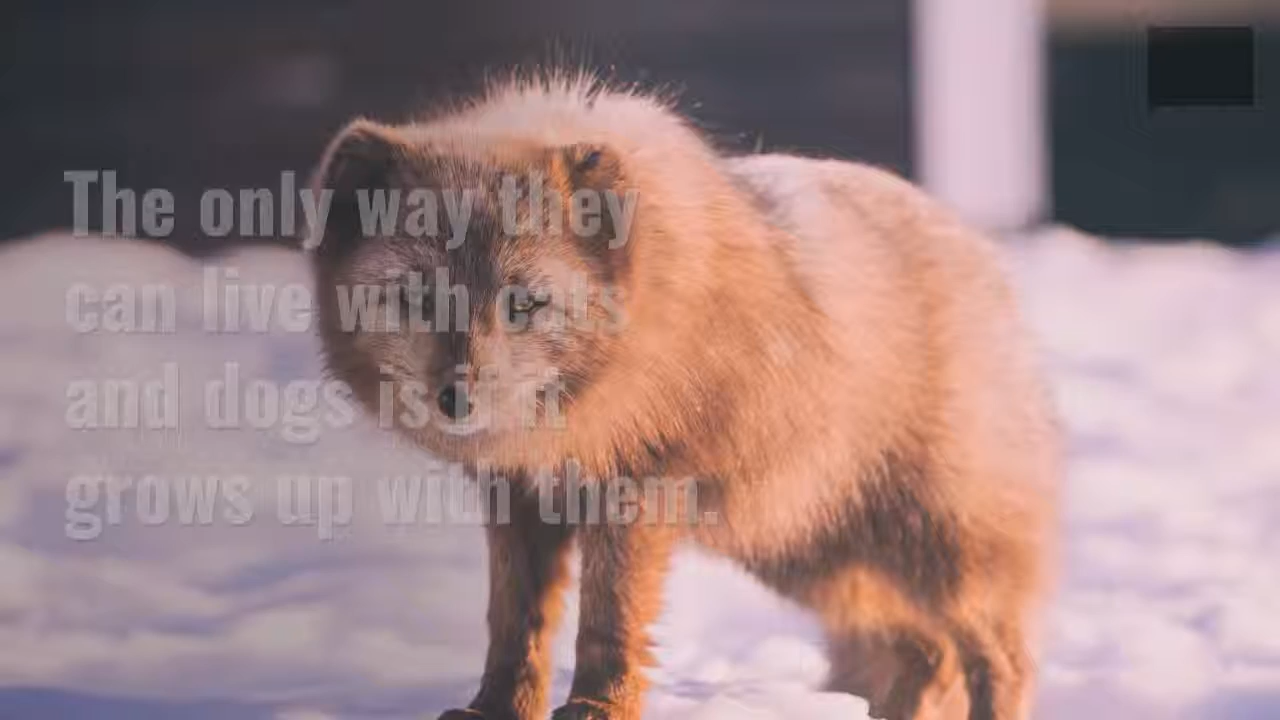 The only way they
can live with cats
and dogs is if it
grows up with them.